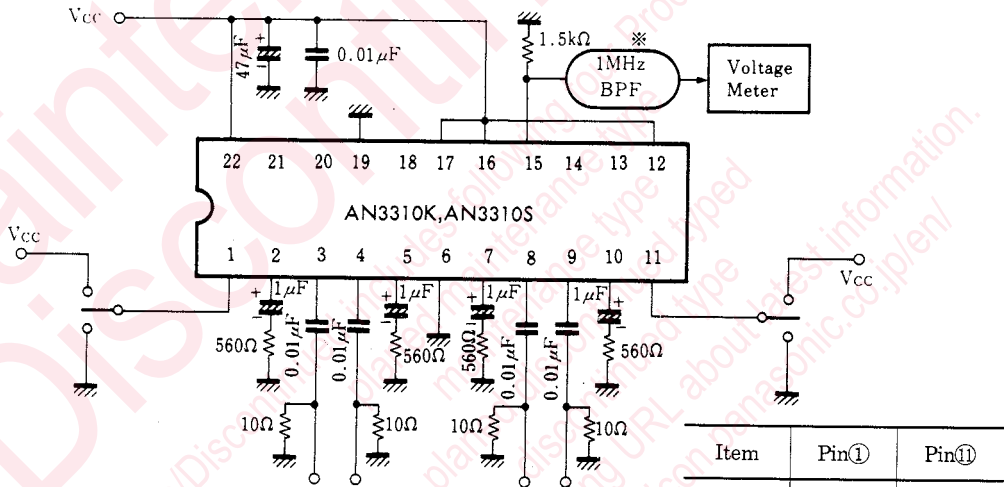 Vcc
47μF
+
−
0.01μF
1.5kΩ
※
1MHz
BPF
Voltage
Meter
22 21 20 19 18 17 16 15 14 13 12
AN3310K,AN3310S
1 2 3 4 5 6 7 8 9 10 11
Vcc
Vcc
1μF
+
−
1μF
+
−
1μF
+
−
1μF
+
−
560Ω
0.01μF
0.01μF
560Ω
560Ω
0.01μF
0.01μF
560Ω
10Ω
10Ω
10Ω
10Ω
Item Pin① Pin⑪